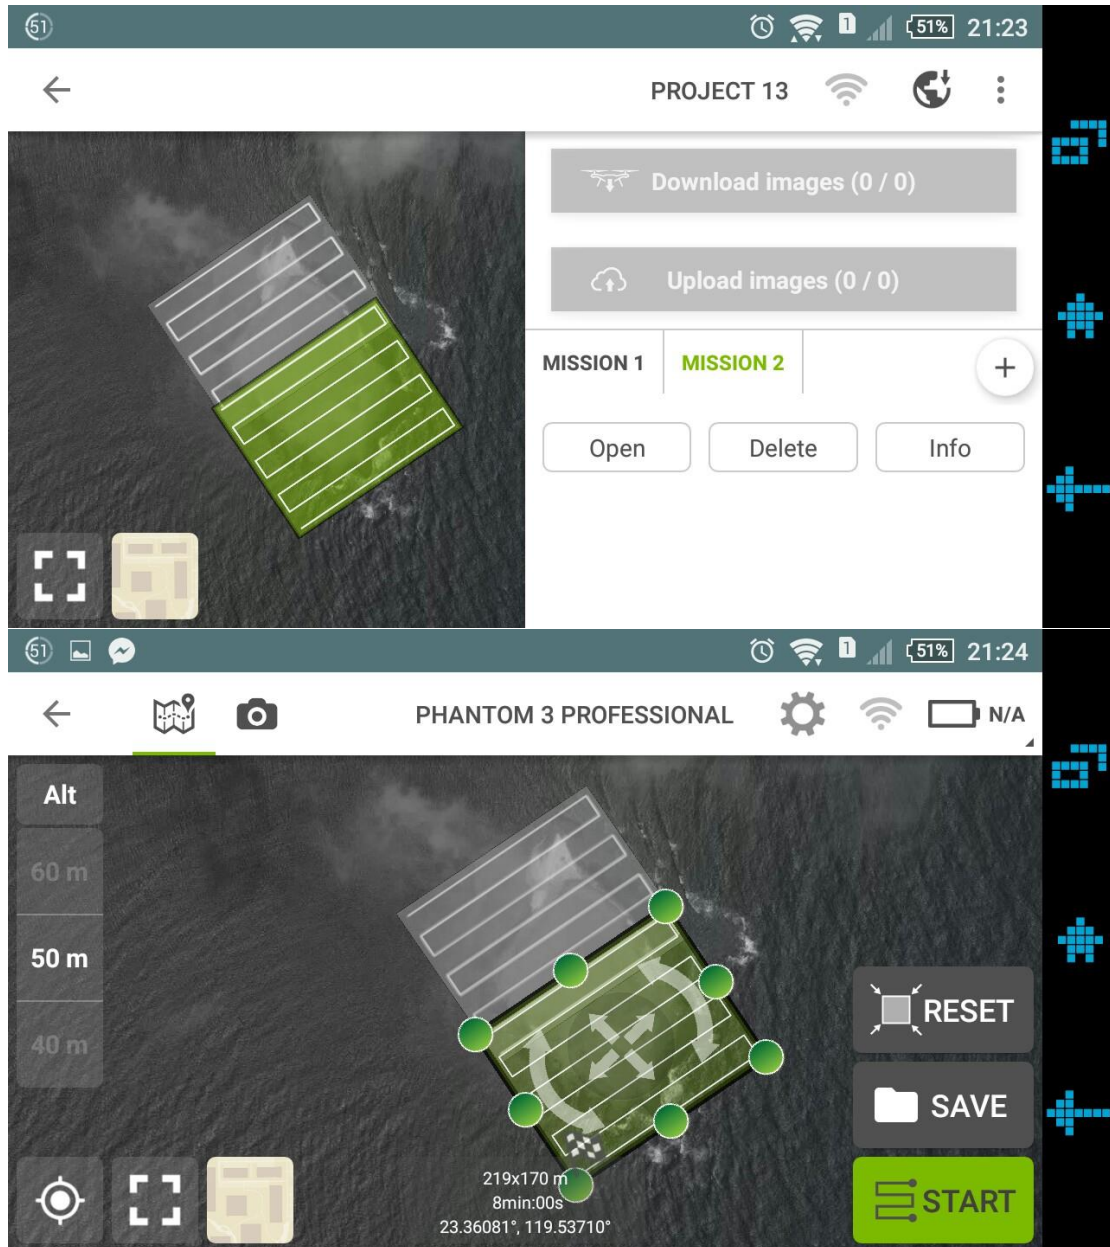 51 1 51% 21:23
PROJECT 13
Download images (0 / 0)
Upload images (0 / 0)
MISSION 1 MISSION 2 +
Open Delete Info
51 1 51% 21:24
PHANTOM 3 PROFESSIONAL N/A
Alt
60 m
50 m
40 m
RESET
SAVE
START
219x170 m
8min:00s
23.36081°, 119.53710°